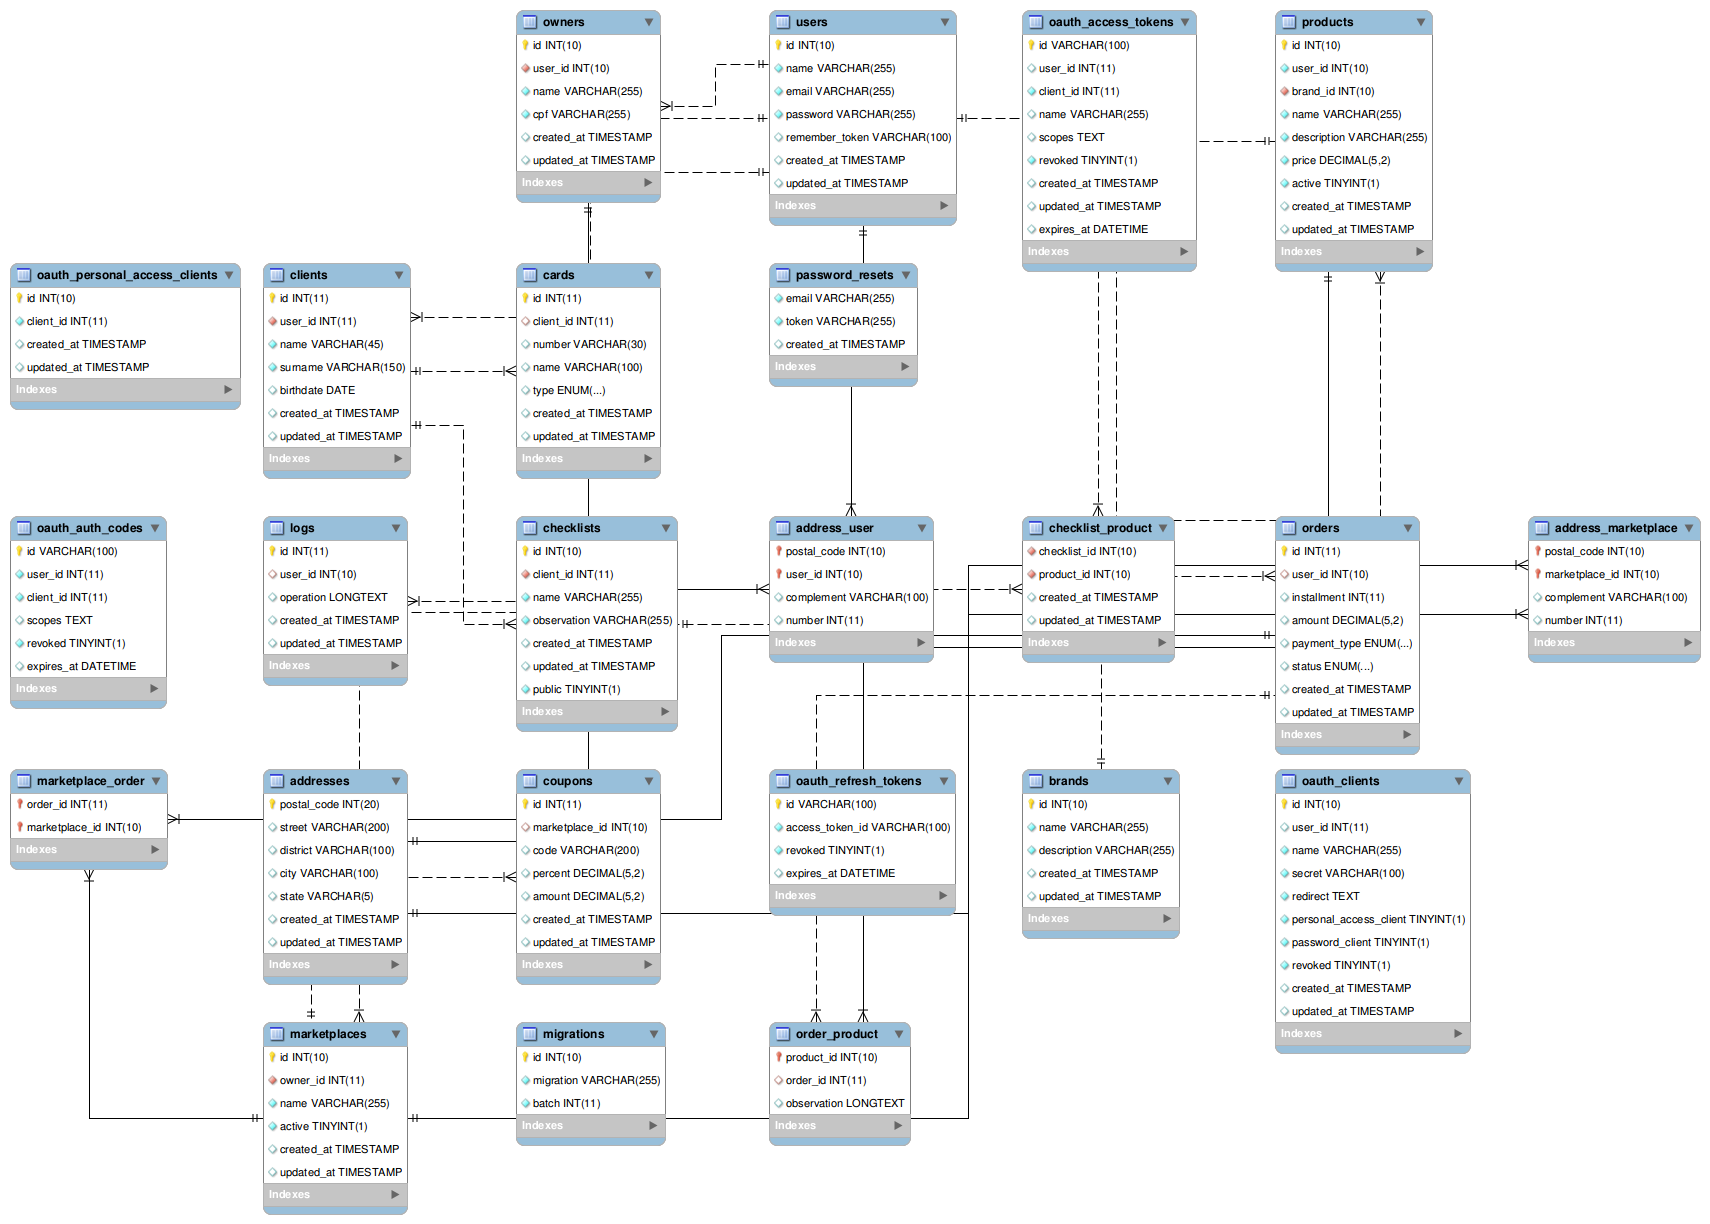 owners
id INT(10)
user_id INT(10)
name VARCHAR(255)
cpf VARCHAR(255)
created_at TIMESTAMP
updated_at TIMESTAMP
Indexes
users
id INT(10)
name VARCHAR(255)
email VARCHAR(255)
password VARCHAR(255)
remember_token VARCHAR(100)
created_at TIMESTAMP
updated_at TIMESTAMP
Indexes
oauth_access_tokens
id VARCHAR(100)
user_id INT(11)
client_id INT(11)
name VARCHAR(255)
scopes TEXT
revoked TINYINT(1)
created_at TIMESTAMP
updated_at TIMESTAMP
expires_at DATETIME
Indexes
products
id INT(10)
user_id INT(10)
brand_id INT(10)
name VARCHAR(255)
description VARCHAR(255)
price DECIMAL(5,2)
active TINYINT(1)
created_at TIMESTAMP
updated_at TIMESTAMP
Indexes
oauth_personal_access_clients
id INT(10)
client_id INT(11)
created_at TIMESTAMP
updated_at TIMESTAMP
Indexes
clients
id INT(11)
user_id INT(11)
name VARCHAR(45)
surname VARCHAR(150)
birthdate DATE
created_at TIMESTAMP
updated_at TIMESTAMP
Indexes
cards
id INT(11)
client_id INT(11)
number VARCHAR(30)
name VARCHAR(100)
type ENUM(...)
created_at TIMESTAMP
updated_at TIMESTAMP
Indexes
password_resets
email VARCHAR(255)
token VARCHAR(255)
created_at TIMESTAMP
Indexes
oauth_auth_codes
id VARCHAR(100)
user_id INT(11)
client_id INT(11)
scopes TEXT
revoked TINYINT(1)
expires_at DATETIME
Indexes
logs
id INT(11)
user_id INT(10)
operation LONGTEXT
created_at TIMESTAMP
updated_at TIMESTAMP
Indexes
checklists
id INT(10)
client_id INT(11)
name VARCHAR(255)
observation VARCHAR(255)
created_at TIMESTAMP
updated_at TIMESTAMP
public TINYINT(1)
Indexes
address_user
postal_code INT(10)
user_id INT(10)
complement VARCHAR(100)
number INT(11)
Indexes
checklist_product
checklist_id INT(10)
product_id INT(10)
created_at TIMESTAMP
updated_at TIMESTAMP
Indexes
orders
id INT(11)
user_id INT(10)
installment INT(11)
amount DECIMAL(5,2)
payment_type ENUM(...)
status ENUM(...)
created_at TIMESTAMP
updated_at TIMESTAMP
Indexes
address_marketplace
postal_code INT(10)
marketplace_id INT(10)
complement VARCHAR(100)
number INT(11)
Indexes
marketplace_order
order_id INT(11)
marketplace_id INT(10)
Indexes
addresses
postal_code INT(20)
street VARCHAR(200)
district VARCHAR(100)
city VARCHAR(100)
state VARCHAR(5)
created_at TIMESTAMP
updated_at TIMESTAMP
Indexes
coupons
id INT(11)
marketplace_id INT(10)
code VARCHAR(200)
percent DECIMAL(5,2)
amount DECIMAL(5,2)
created_at TIMESTAMP
updated_at TIMESTAMP
Indexes
oauth_refresh_tokens
id VARCHAR(100)
access_token_id VARCHAR(100)
revoked TINYINT(1)
expires_at DATETIME
Indexes
brands
id INT(10)
name VARCHAR(255)
description VARCHAR(255)
created_at TIMESTAMP
updated_at TIMESTAMP
Indexes
oauth_clients
id INT(10)
user_id INT(11)
name VARCHAR(255)
secret VARCHAR(100)
redirect TEXT
personal_access_client TINYINT(1)
password_client TINYINT(1)
revoked TINYINT(1)
created_at TIMESTAMP
updated_at TIMESTAMP
Indexes
marketplaces
id INT(10)
owner_id INT(11)
name VARCHAR(255)
active TINYINT(1)
created_at TIMESTAMP
updated_at TIMESTAMP
Indexes
migrations
id INT(10)
migration VARCHAR(255)
batch INT(11)
Indexes
order_product
product_id INT(10)
order_id INT(11)
observation LONGTEXT
Indexes